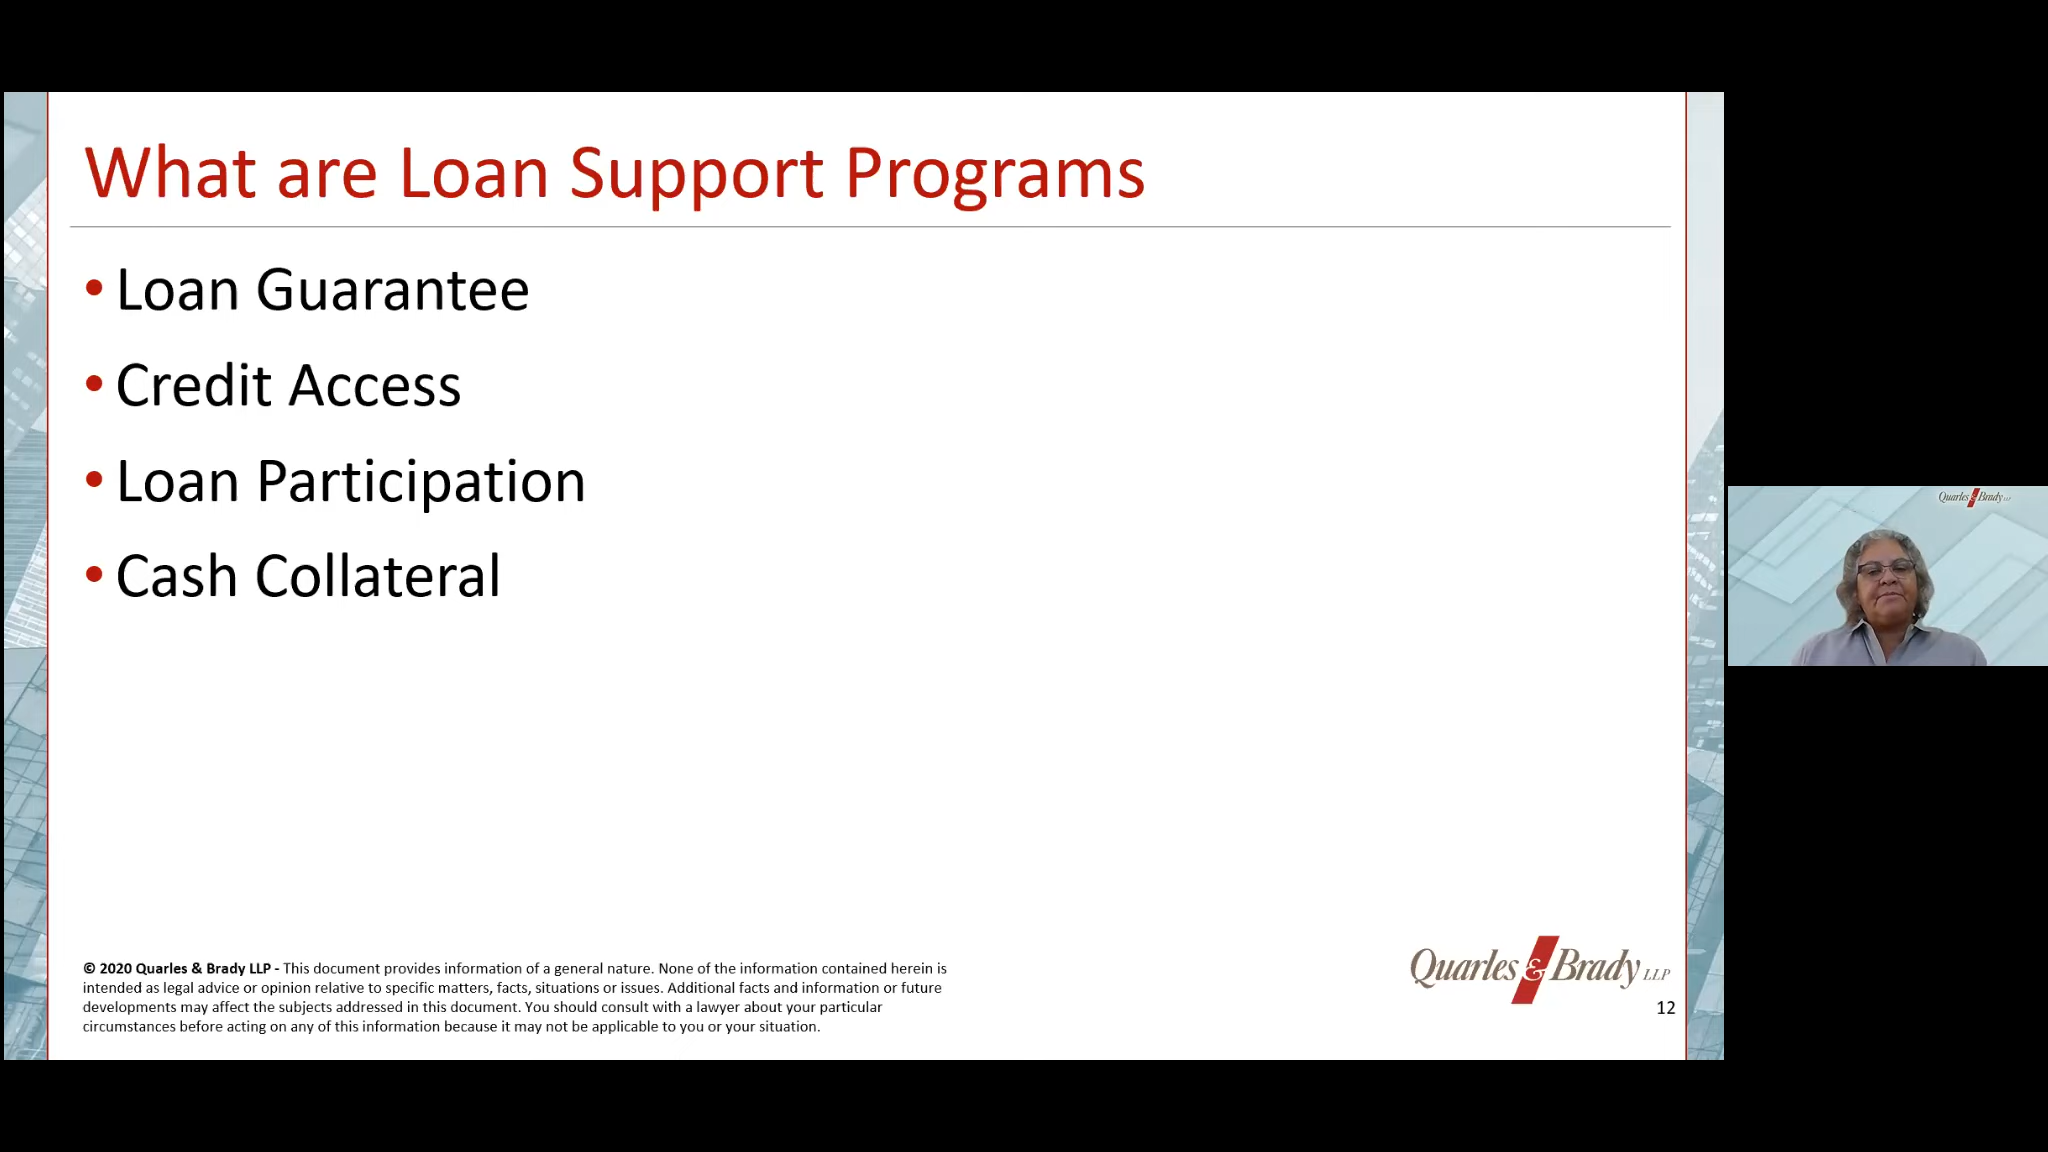 What are Loan Support Programs
• Loan Guarantee
• Credit Access
• Loan Participation
• Cash Collateral
© 2020 Quarles & Brady LLP - This document provides information of a general nature. None of the information contained herein is
intended as legal advice or opinion relative to specific matters, facts, situations or issues. Additional facts and information or future
developments may affect the subjects addressed in this document. You should consult with a lawyer about your particular
circumstances before acting on any of this information because it may not be applicable to you or your situation.
Quarles & Brady LLP
12
Quarles & Brady LLP